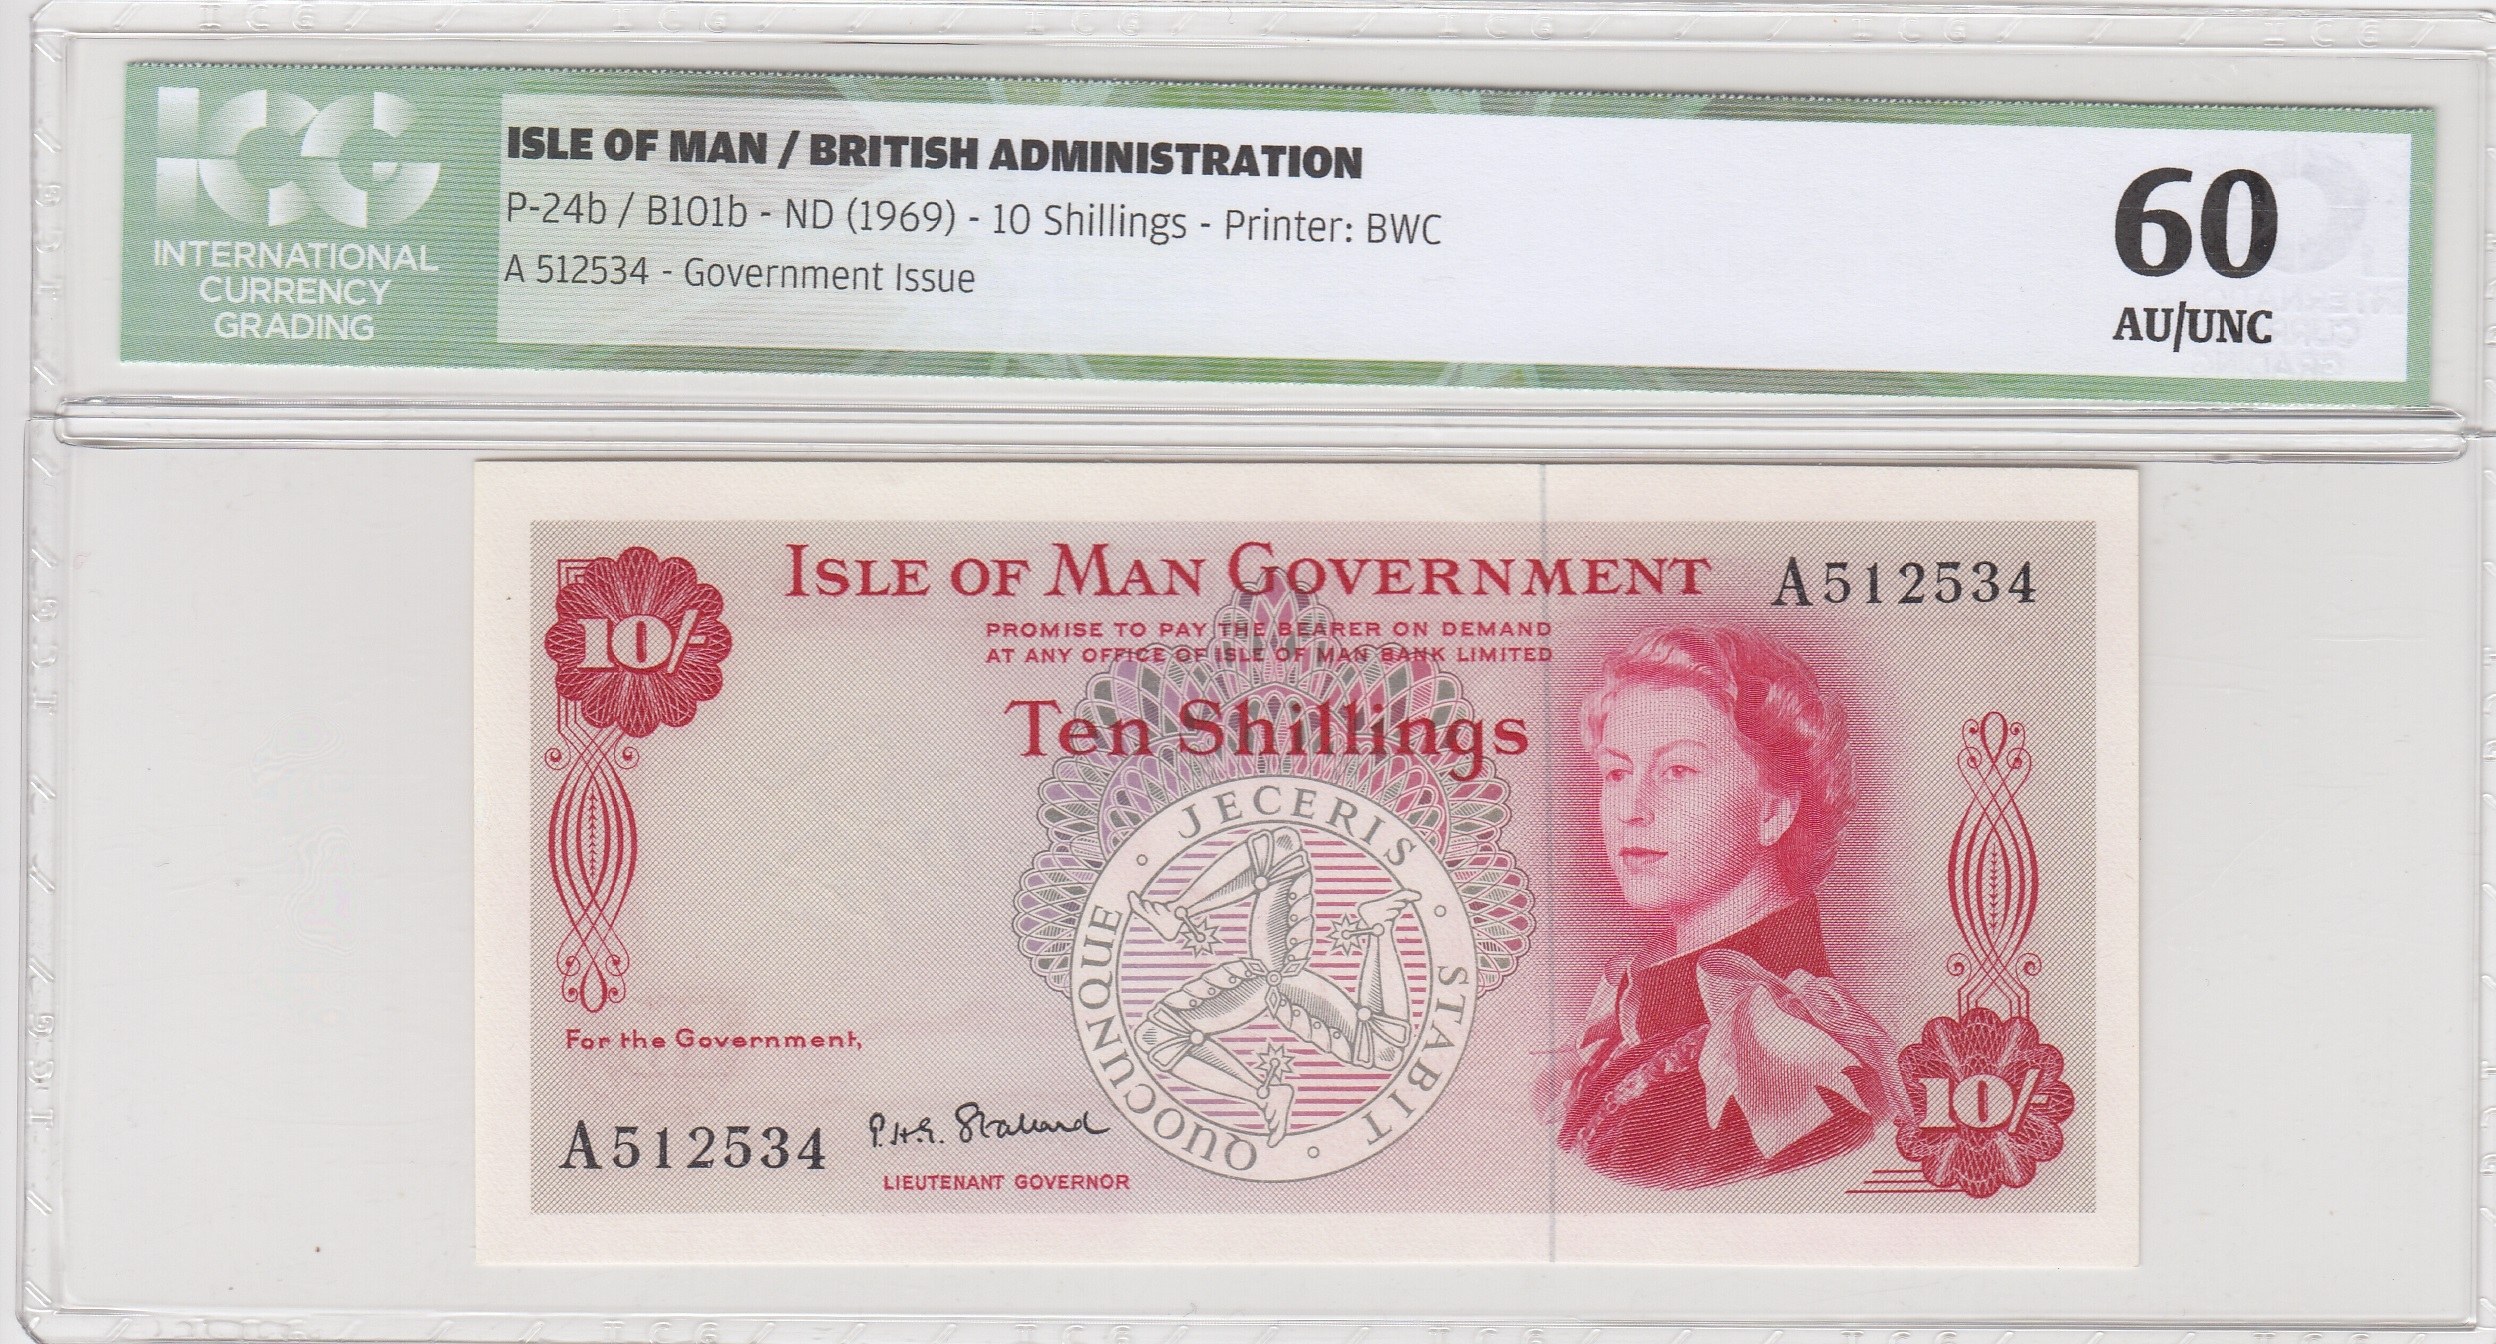 ICG
INTERNATIONAL
CURRENCY
GRADING
ISLE OF MAN / BRITISH ADMINISTRATION
P-24b / B101b - ND (1969) - 10 Shillings - Printer: BWC
A 512534 - Government Issue
60
AU/UNC
ISLE OF MAN GOVERNMENT
A512534
10/-
PROMISE TO PAY THE BEARER ON DEMAND
AT ANY OFFICE OF ISLE OF MAN BANK LIMITED
Ten Shillings
QUOCUNQUE · JECERIS · STABIT
For the Government,
A512534
P.H.G. Stallard
LIEUTENANT GOVERNOR
10/-